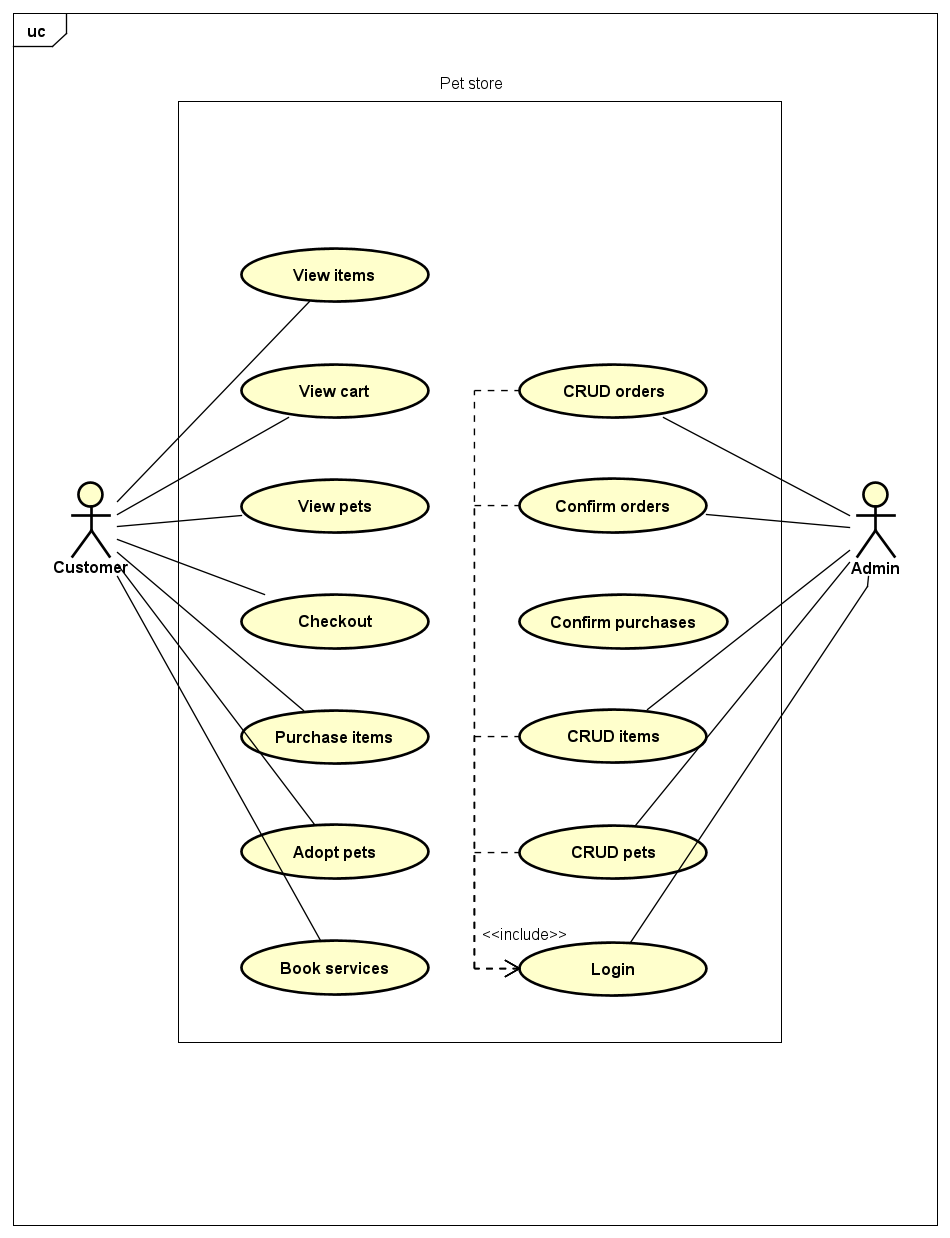 uc
Pet store
View items
View cart
CRUD orders
View pets
Confirm orders
Customer
Admin
Checkout
Confirm purchases
Purchase items
CRUD items
Adopt pets
CRUD pets
<<include>>
Book services
Login